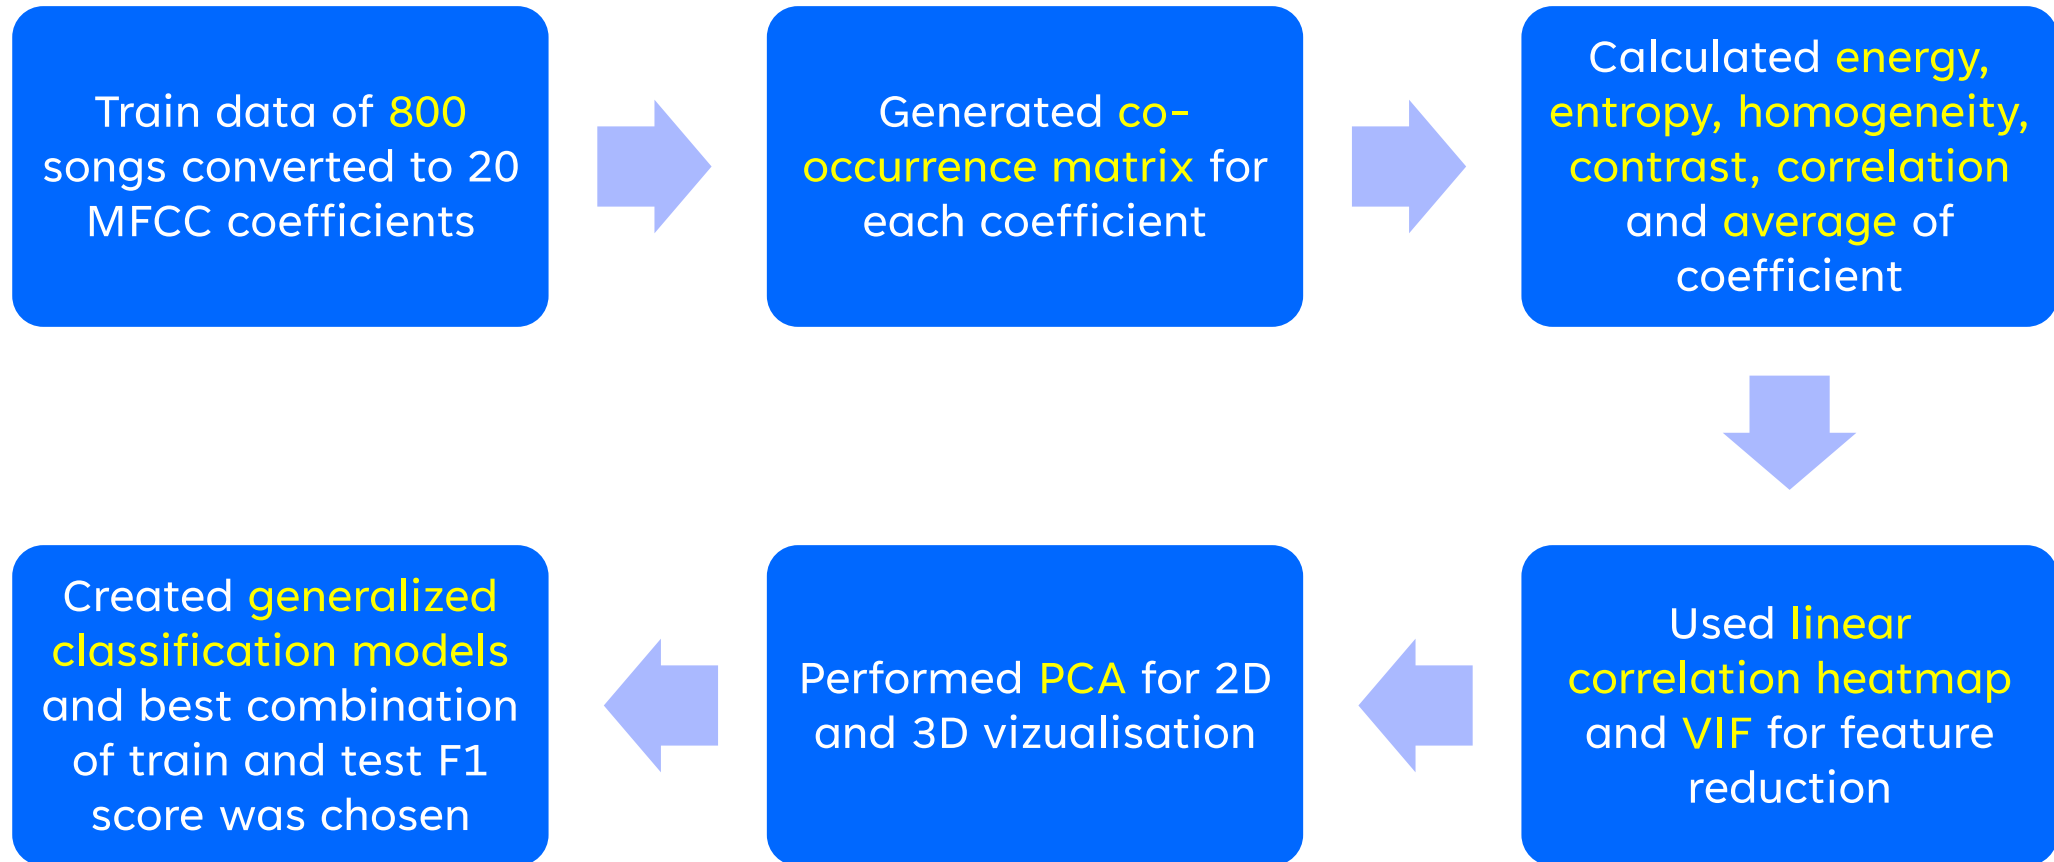 Train data of 800
songs converted to 20
MFCC coefficients
Generated co-
occurrence matrix for
each coefficient
Calculated energy,
entropy, homogeneity,
contrast, correlation
and average of
coefficient
Used linear
correlation heatmap
and VIF for feature
reduction
Performed PCA for 2D
and 3D vizualisation
Created generalized
classification models
and best combination
of train and test F1
score was chosen